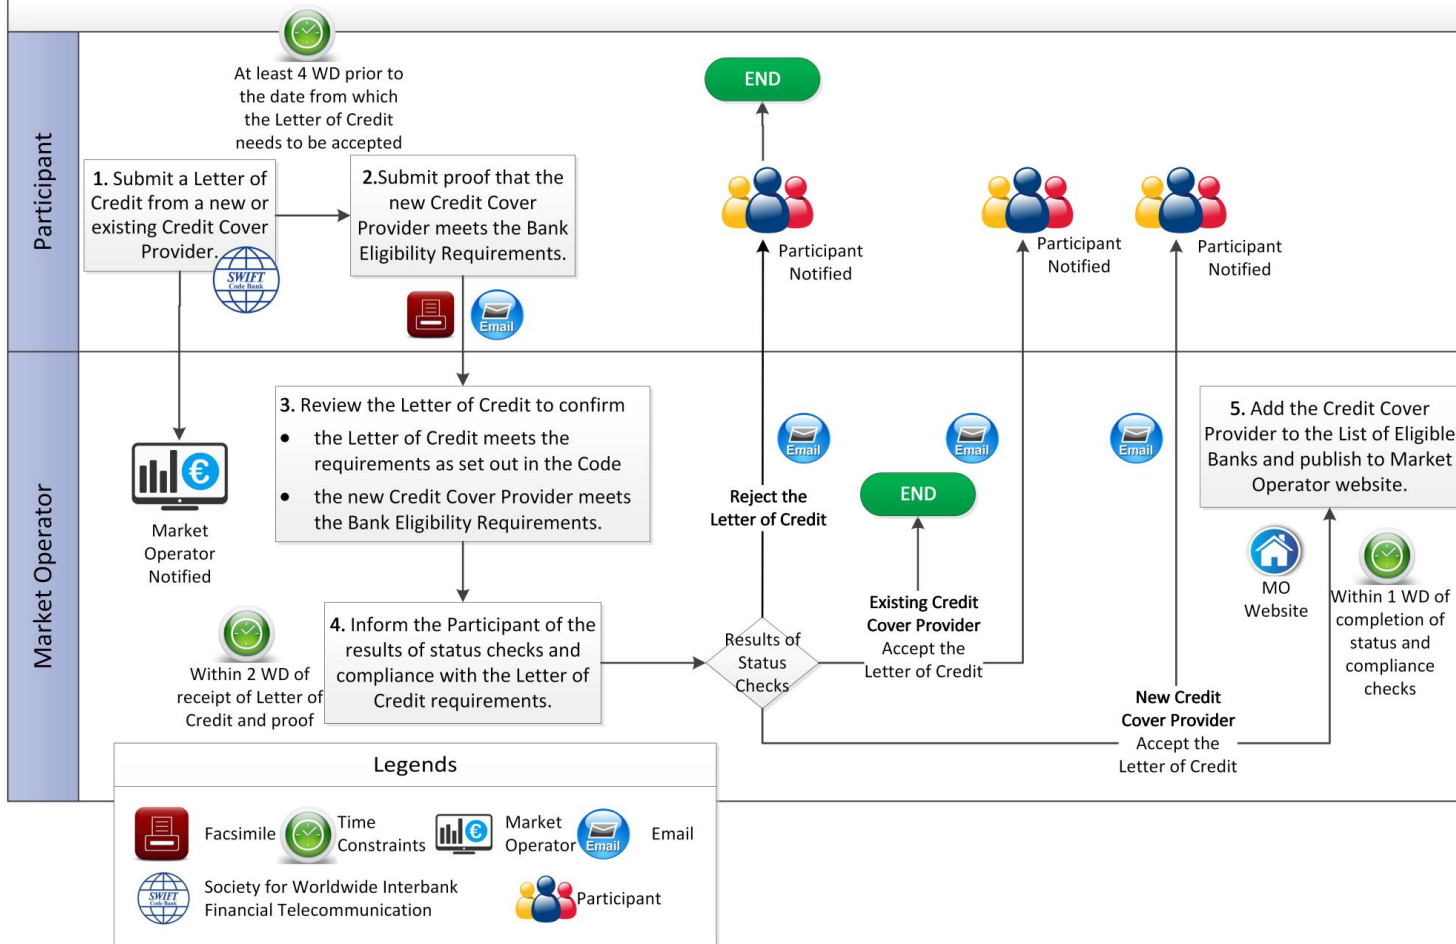 Participant
At least 4 WD prior to
the date from which
the Letter of Credit
needs to be accepted
1. Submit a Letter of
Credit from a new or
existing Credit Cover
Provider.
SWIFT
Code Bank
2.Submit proof that the
new Credit Cover
Provider meets the Bank
Eligibility Requirements.
Email
END
Participant
Notified
Participant
Notified
Participant
Notified
Market Operator
Market
Operator
Notified
3. Review the Letter of Credit to confirm
• the Letter of Credit meets the
requirements as set out in the Code
• the new Credit Cover Provider meets
the Bank Eligibility Requirements.
Within 2 WD of
receipt of Letter of
Credit and proof
4. Inform the Participant of the
results of status checks and
compliance with the Letter of
Credit requirements.
Results of
Status
Checks
Email
Reject the
Letter of Credit
Email
END
Existing Credit
Cover Provider
Accept the
Letter of Credit
Email
New Credit
Cover Provider
Accept the
Letter of Credit
5. Add the Credit Cover
Provider to the List of Eligible
Banks and publish to Market
Operator website.
MO
Website
Within 1 WD of
completion of
status and
compliance
checks
Legends
Facsimile
Time
Constraints
Market
Operator
Email
Email
SWIFT
Code Bank
Society for Worldwide Interbank
Financial Telecommunication
Participant